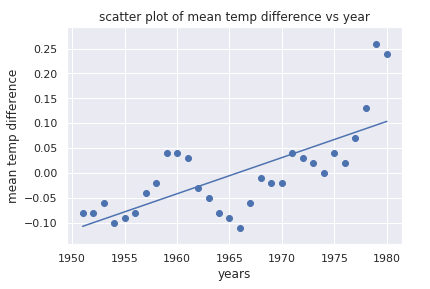 scatter plot of mean temp difference vs year
mean temp difference
0.25
0.20
0.15
0.10
0.05
0.00
−0.05
−0.10
1950 1955 1960 1965 1970 1975 1980
years